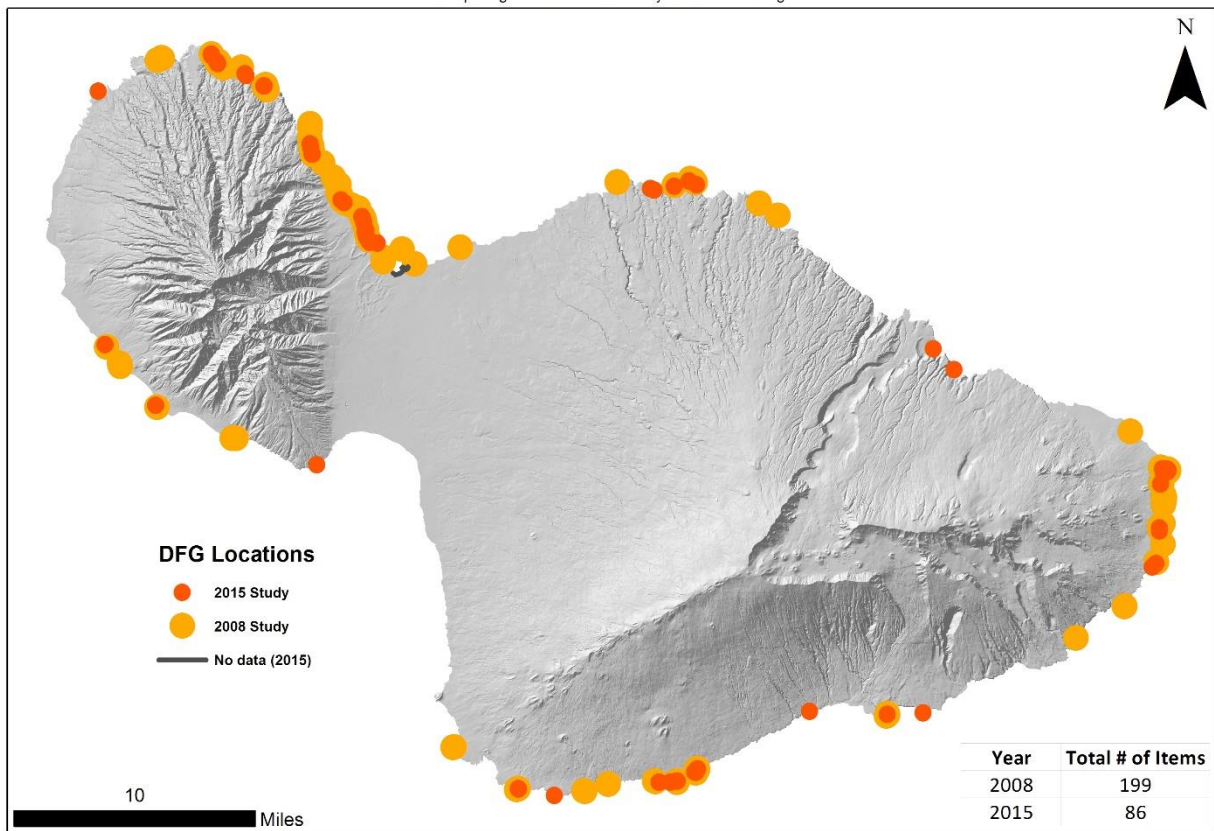 N
DFG Locations
2015 Study
2008 Study
No data (2015)
10
Miles
Year Total # of Items
2008 199
2015 86